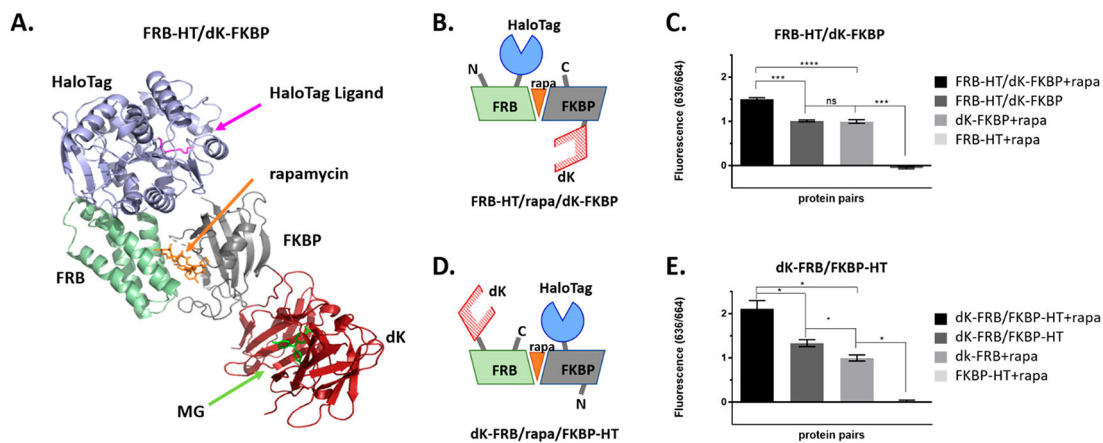 A.
FRB-HT/dK-FKBP
HaloTag
HaloTag Ligand
rapamycin
FKBP
FRB
dK
MG
B.
HaloTag
N
C
rapa
FRB
FKBP
dK
FRB-HT/rapa/dK-FKBP
C.
FRB-HT/dK-FKBP
Fluorescence (636/664)
2
1
0
****
***
ns
***
protein pairs
FRB-HT/dK-FKBP+rapa
FRB-HT/dK-FKBP
dK-FKBP+rapa
FRB-HT+rapa
D.
dK
HaloTag
C
rapa
FRB
FKBP
N
dK-FRB/rapa/FKBP-HT
E.
dK-FRB/FKBP-HT
Fluorescence (636/664)
2
1
0
*
*
*
*
protein pairs
dK-FRB/FKBP-HT+rapa
dK-FRB/FKBP-HT
dk-FRB+rapa
FKBP-HT+rapa